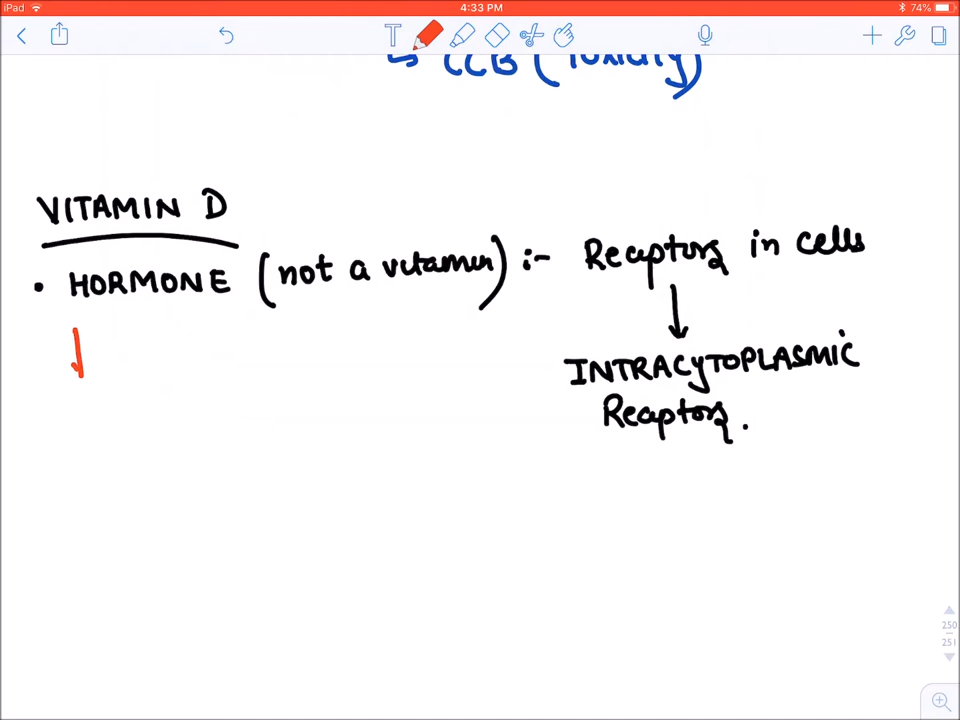 iPad 4:33 PM 74%
↳ CCB (Toxicity)
VITAMIN D
• HORMONE (not a vitamin) :- Receptors in cells
↓
INTRACYTOPLASMIC
Receptors.
250
251